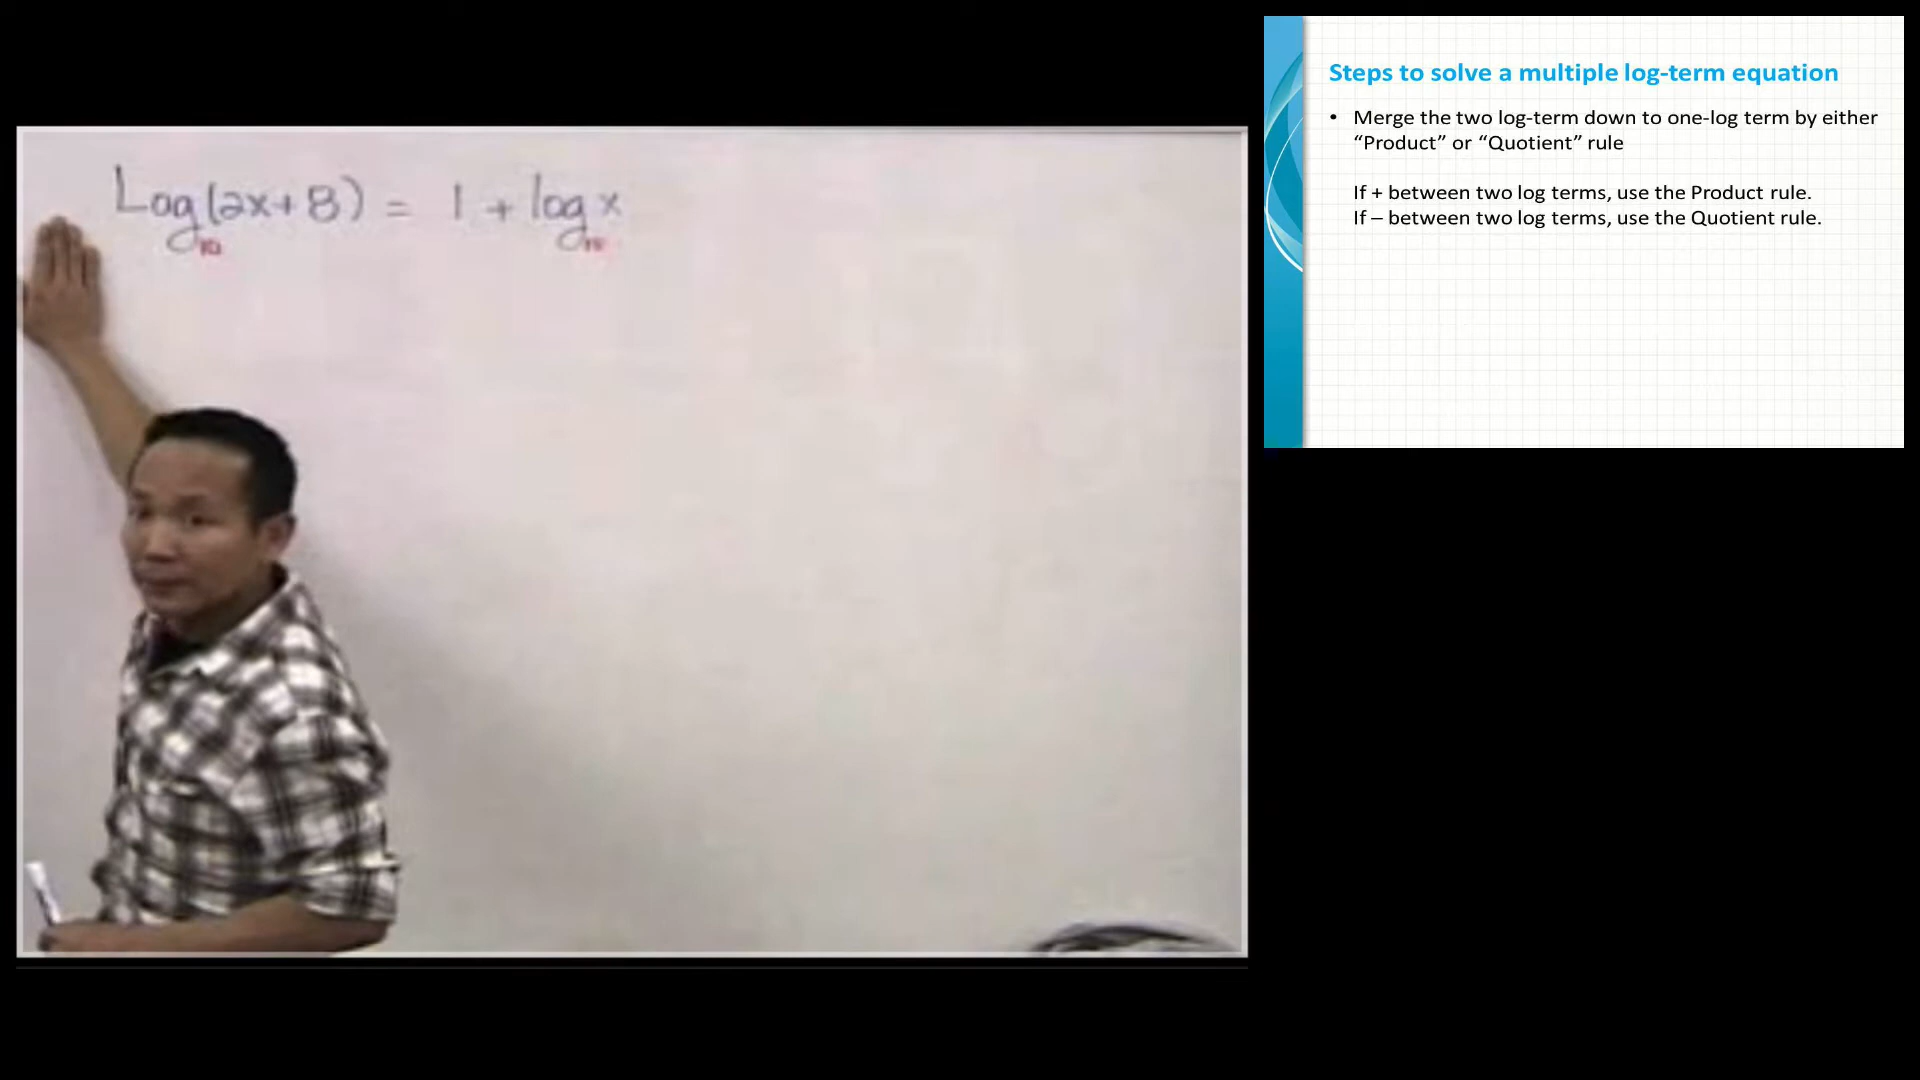 Log₁₀(2x+8) = 1 + log₁₀ x
Steps to solve a multiple log-term equation
• Merge the two log-term down to one-log term by either
“Product” or “Quotient” rule
If + between two log terms, use the Product rule.
If – between two log terms, use the Quotient rule.